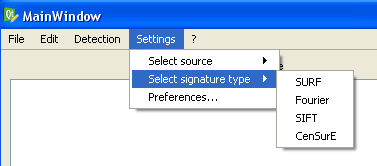 MainWindow
File Edit Detection Settings ?
Select source
Select signature type
Preferences...
SURF
Fourier
SIFT
CenSurE